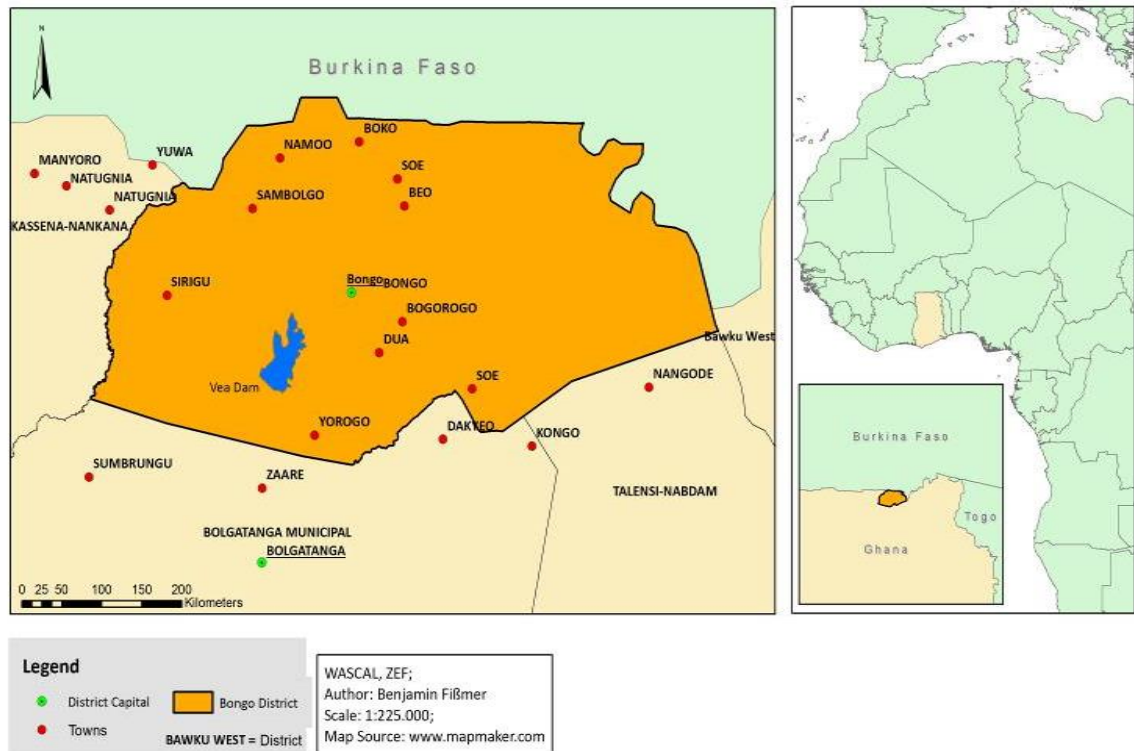 N
Burkina Faso
BOKO
NAMOO
YUWA
MANYORO
NATUGNIA
NATUGNIA
KASSENA-NANKANA
SOE
BEO
SAMBOLGO
SIRIGU
Bongo
BONGO
BOGOROGO
DUA
Vea Dam
Bawku West
SOE
NANGODE
YOROGO
DAKYEO
KONGO
SUMBRUNGU
ZAARE
TALENSI-NABDAM
BOLGATANGA MUNICIPAL
BOLGATANGA
0 25 50 100 150 200
Kilometers
Burkina Faso
Togo
Ghana
Legend
District Capital
Bongo District
Towns
BAWKU WEST = District
WASCAL, ZEF;
Author: Benjamin Fißmer
Scale: 1:225.000;
Map Source: www.mapmaker.com